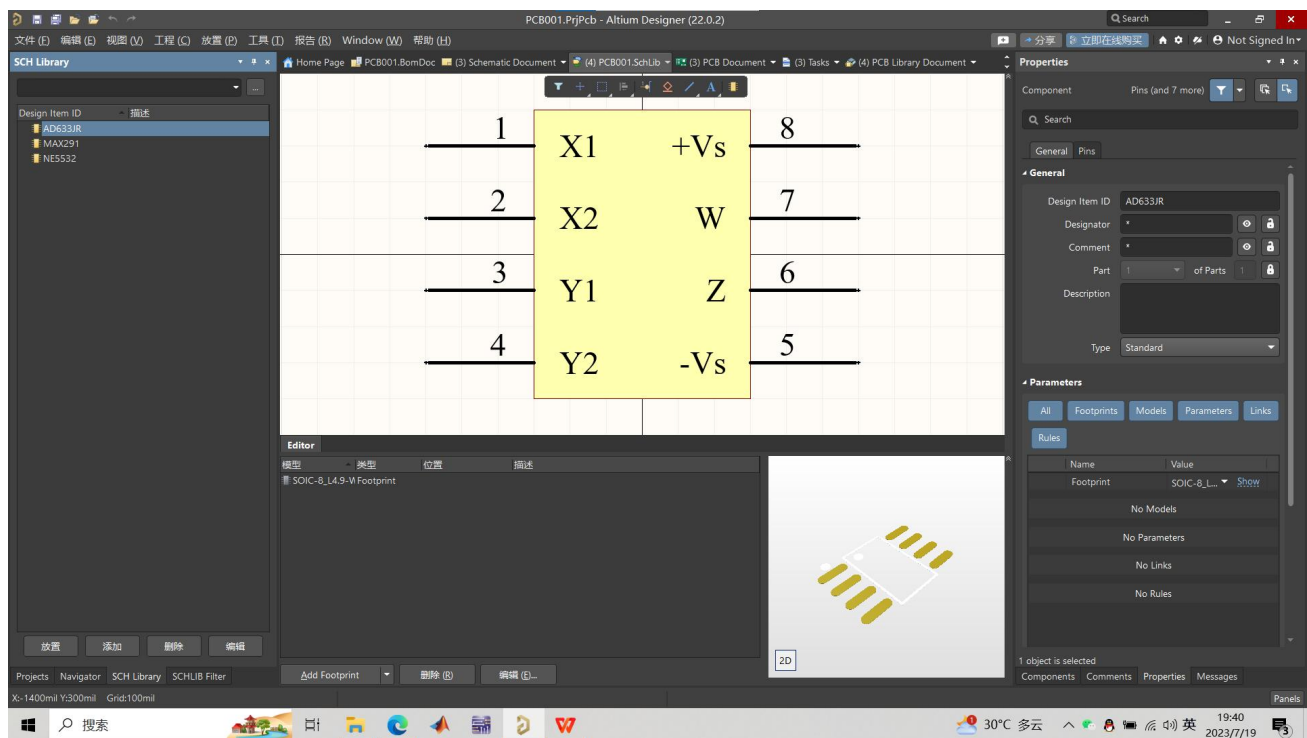 PCB001.PrjPcb - Altium Designer (22.0.2)
Search
文件 (F) 编辑 (E) 视图 (V) 工程 (C) 放置 (P) 工具 (T) 报告 (R) Window (W) 帮助 (H)
分享 立即在线购买 Not Signed In
SCH Library
Home Page PCB001.BomDoc (3) Schematic Document (4) PCB001.SchLib (3) PCB Document (3) Tasks (4) PCB Library Document
Design Item ID 描述
AD633JR
MAX291
NE5532
1 X1 +Vs 8
2 X2 W 7
3 Y1 Z 6
4 Y2 -Vs 5
Editor
模型 类型 位置 描述
SOIC-8_L4.9-W Footprint
2D
Add Footprint 删除 (R) 编辑 (E)...
放置 添加 删除 编辑
Projects Navigator SCH Library SCHLIB Filter
Properties
Component Pins (and 7 more)
Search
General Pins
General
Design Item ID AD633JR
Designator *
Comment *
Part 1 of Parts 1
Description
Type Standard
Parameters
All Footprints Models Parameters Links
Rules
Name Value
Footprint SOIC-8_L... Show
No Models
No Parameters
No Links
No Rules
1 object is selected
Components Comments Properties Messages
X:-1400mil Y:300mil Grid:100mil
Panels
搜索
30°C 多云 英 19:40
2023/7/19
3